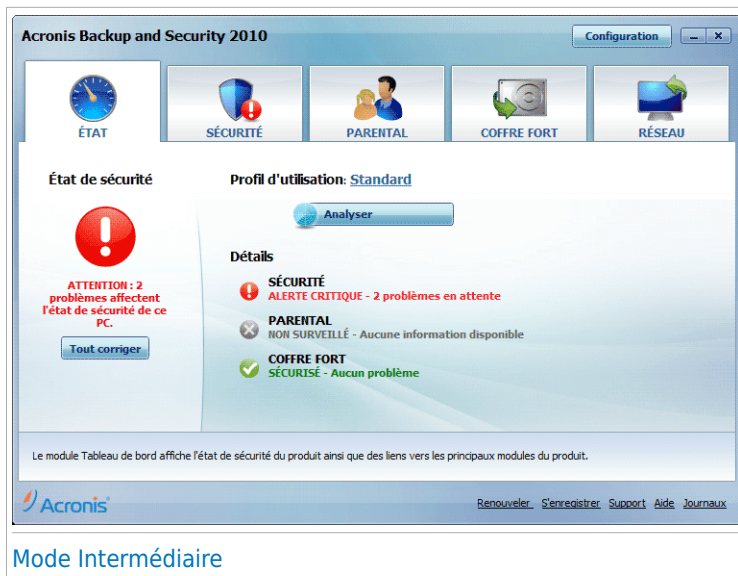 Acronis Backup and Security 2010
Configuration
ÉTAT
SÉCURITÉ
PARENTAL
COFFRE FORT
RÉSEAU
État de sécurité
ATTENTION : 2
problèmes affectent
l'état de sécurité de ce
PC.
Tout corriger
Profil d'utilisation: Standard
Analyser
Détails
SÉCURITÉ
ALERTE CRITIQUE - 2 problèmes en attente
PARENTAL
NON SURVEILLÉ - Aucune information disponible
COFFRE FORT
SÉCURISÉ - Aucun problème
Le module Tableau de bord affiche l'état de sécurité du produit ainsi que des liens vers les principaux modules du produit.
Acronis
Renouveler S'enregistrer Support Aide Journaux
Mode Intermédiaire